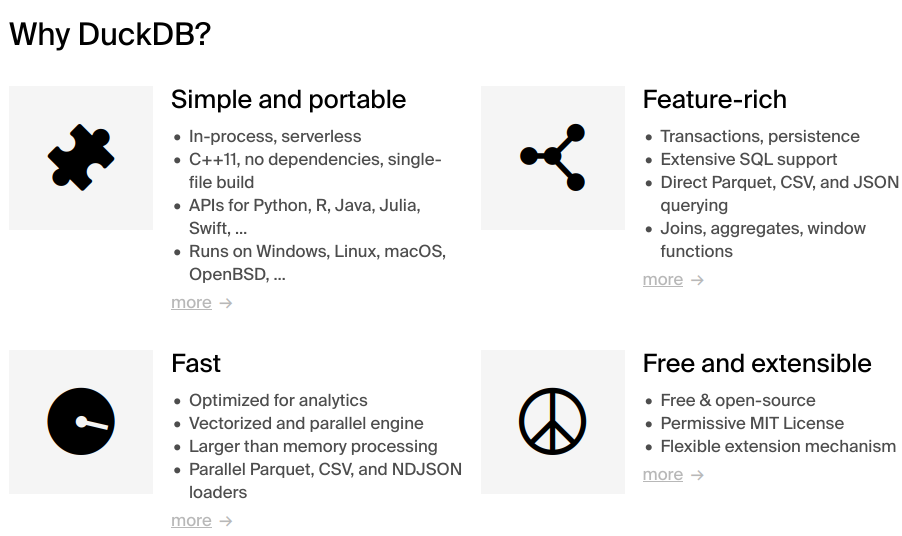 Why DuckDB?
Simple and portable
• In-process, serverless
• C++11, no dependencies, single-
file build
• APIs for Python, R, Java, Julia,
Swift, ...
• Runs on Windows, Linux, macOS,
OpenBSD, ...
more →
Feature-rich
• Transactions, persistence
• Extensive SQL support
• Direct Parquet, CSV, and JSON
querying
• Joins, aggregates, window
functions
more →
Fast
• Optimized for analytics
• Vectorized and parallel engine
• Larger than memory processing
• Parallel Parquet, CSV, and NDJSON
loaders
more →
Free and extensible
• Free & open-source
• Permissive MIT License
• Flexible extension mechanism
more →